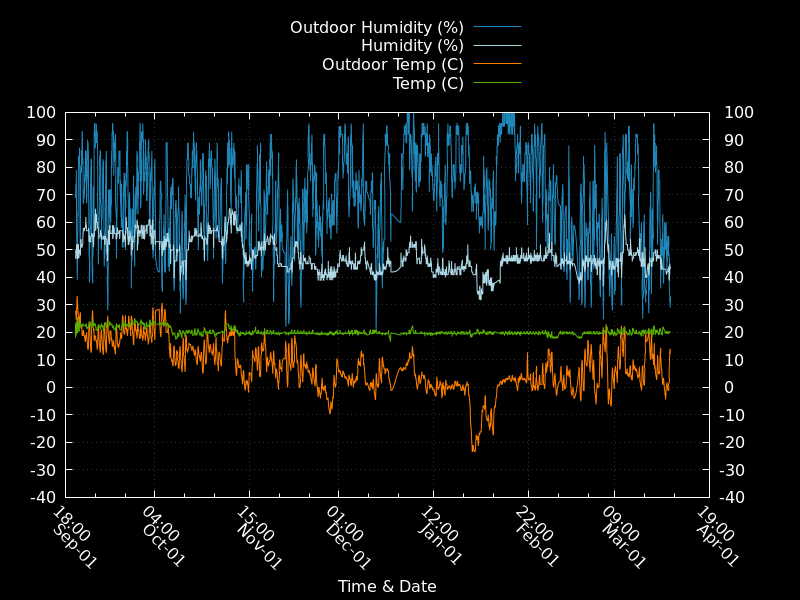 Outdoor Humidity (%)
Humidity (%)
Outdoor Temp (C)
Temp (C)
100 100
90 90
80 80
70 70
60 60
50 50
40 40
30 30
20 20
10 10
0 0
-10 -10
-20 -20
-30 -30
-40 -40
18:00 04:00 15:00 01:00 12:00 22:00 09:00 19:00
Sep-01 Oct-01 Nov-01 Dec-01 Jan-01 Feb-01 Mar-01 Apr-01
Time & Date